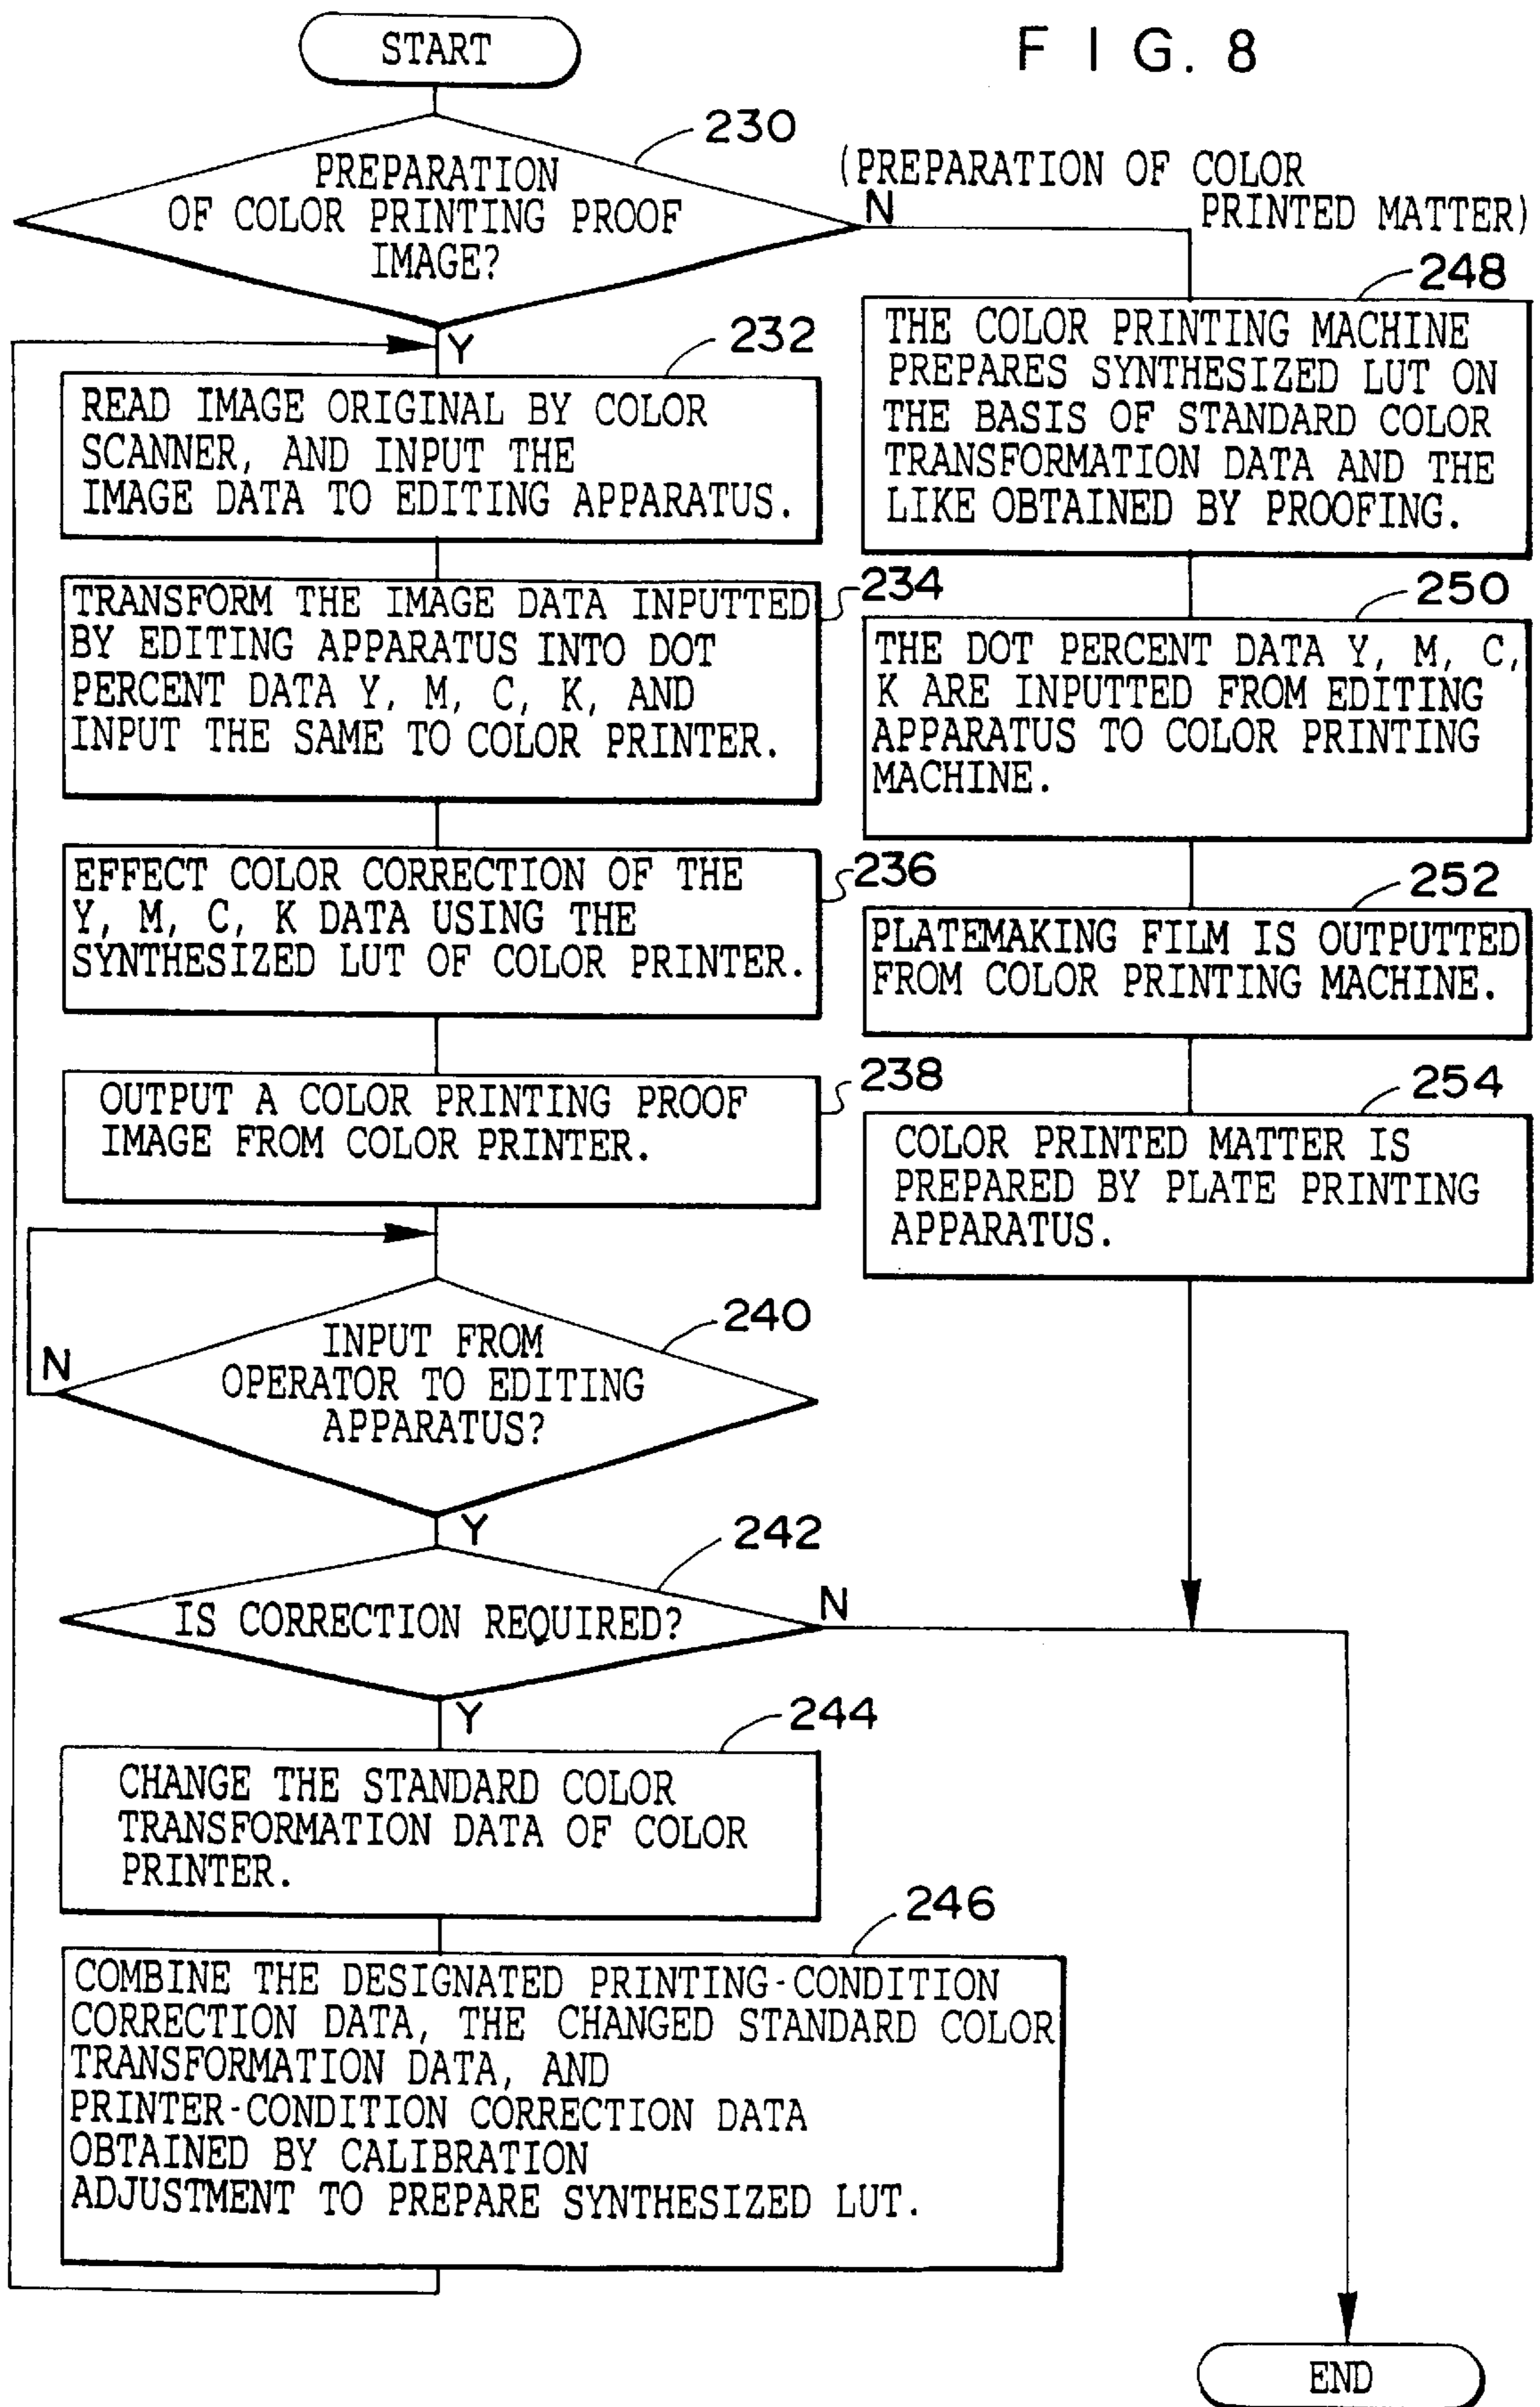 START
F I G. 8
230
PREPARATION
OF COLOR PRINTING PROOF
IMAGE?
(PREPARATION OF COLOR
PRINTED MATTER)
N
Y
232
READ IMAGE ORIGINAL BY COLOR
SCANNER, AND INPUT THE
IMAGE DATA TO EDITING APPARATUS.
234
TRANSFORM THE IMAGE DATA INPUTTED
BY EDITING APPARATUS INTO DOT
PERCENT DATA Y, M, C, K, AND
INPUT THE SAME TO COLOR PRINTER.
236
EFFECT COLOR CORRECTION OF THE
Y, M, C, K DATA USING THE
SYNTHESIZED LUT OF COLOR PRINTER.
238
OUTPUT A COLOR PRINTING PROOF
IMAGE FROM COLOR PRINTER.
240
INPUT FROM
OPERATOR TO EDITING
APPARATUS?
N
Y
242
IS CORRECTION REQUIRED?
N
Y
244
CHANGE THE STANDARD COLOR
TRANSFORMATION DATA OF COLOR
PRINTER.
246
COMBINE THE DESIGNATED PRINTING-CONDITION
CORRECTION DATA, THE CHANGED STANDARD COLOR
TRANSFORMATION DATA, AND
PRINTER-CONDITION CORRECTION DATA
OBTAINED BY CALIBRATION
ADJUSTMENT TO PREPARE SYNTHESIZED LUT.
248
THE COLOR PRINTING MACHINE
PREPARES SYNTHESIZED LUT ON
THE BASIS OF STANDARD COLOR
TRANSFORMATION DATA AND THE
LIKE OBTAINED BY PROOFING.
250
THE DOT PERCENT DATA Y, M, C,
K ARE INPUTTED FROM EDITING
APPARATUS TO COLOR PRINTING
MACHINE.
252
PLATEMAKING FILM IS OUTPUTTED
FROM COLOR PRINTING MACHINE.
254
COLOR PRINTED MATTER IS
PREPARED BY PLATE PRINTING
APPARATUS.
END